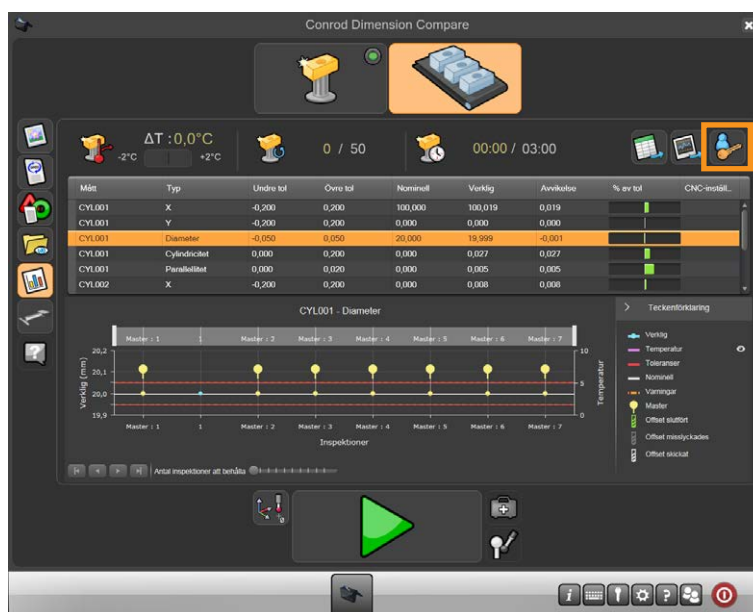 Conrod Dimension Compare
ΔT : 0,0°C
-2°C +2°C
0 / 50
00:00 / 03:00
Mått Typ Undre tol Övre tol Nominell Verklig Avvikelse % av tol CNC-inställ...
CYL001 X -0,200 0,200 100,000 100,019 0,019
CYL001 Y -0,200 0,200 0,000 0,000 0,000
CYL001 Diameter -0,050 0,050 20,000 19,999 -0,001
CYL001 Cylindricitet 0,000 0,200 0,000 0,027 0,027
CYL001 Parallellitet 0,000 0,020 0,000 0,005 0,005
CYL002 X -0,200 0,200 0,000 0,008 0,008
CYL001 - Diameter
Master : 1 1 Master : 2 Master : 3 Master : 4 Master : 5 Master : 6 Master : 7
Verklig (mm)
20,2
20,1
20,0
19,9
10
5
0
Temperatur
Master : 1 1 Master : 2 Master : 3 Master : 4 Master : 5 Master : 6 Master : 7
Inspektioner
Antal inspektioner att behålla
Teckenförklaring
Verklig
Temperatur
Toleranser
Nominell
Varningar
Master
Offset slutfört
Offset misslyckades
Offset skickat